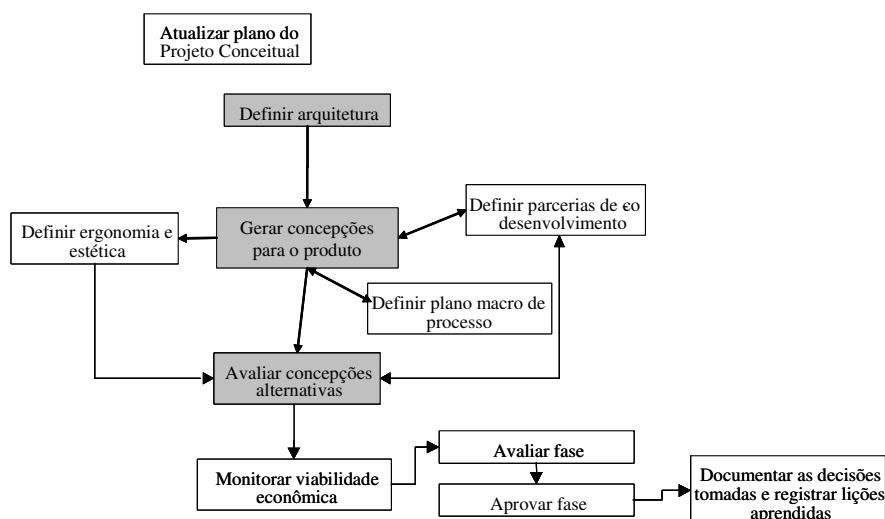 Atualizar plano do
Projeto Conceitual
Definir arquitetura
Gerar concepções
para o produto
Definir parcerias de co
desenvolvimento
Definir ergonomia e
estética
Definir plano macro de
processo
Avaliar concepções
alternativas
Monitorar viabilidade
econômica
Avaliar fase
Aprovar fase
Documentar as decisões
tomadas e registrar lições
aprendidas